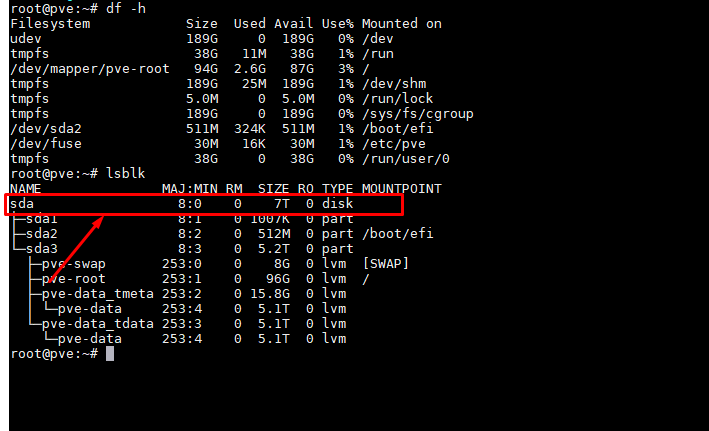 root@pve:~# df -h
Filesystem Size Used Avail Use% Mounted on
udev 189G 0 189G 0% /dev
tmpfs 38G 11M 38G 1% /run
/dev/mapper/pve-root 94G 2.6G 87G 3% /
tmpfs 189G 25M 189G 1% /dev/shm
tmpfs 5.0M 0 5.0M 0% /run/lock
tmpfs 189G 0 189G 0% /sys/fs/cgroup
/dev/sda2 511M 324K 511M 1% /boot/efi
/dev/fuse 30M 16K 30M 1% /etc/pve
tmpfs 38G 0 38G 0% /run/user/0
root@pve:~# lsblk
NAME MAJ:MIN RM SIZE RO TYPE MOUNTPOINT
sda 8:0 0 7T 0 disk
├─sda1 8:1 0 1007K 0 part
├─sda2 8:2 0 512M 0 part /boot/efi
└─sda3 8:3 0 5.2T 0 part
├─pve-swap 253:0 0 8G 0 lvm [SWAP]
├─pve-root 253:1 0 96G 0 lvm /
├─pve-data_tmeta 253:2 0 15.8G 0 lvm
│ └─pve-data 253:4 0 5.1T 0 lvm
└─pve-data_tdata 253:3 0 5.1T 0 lvm
└─pve-data 253:4 0 5.1T 0 lvm
root@pve:~#